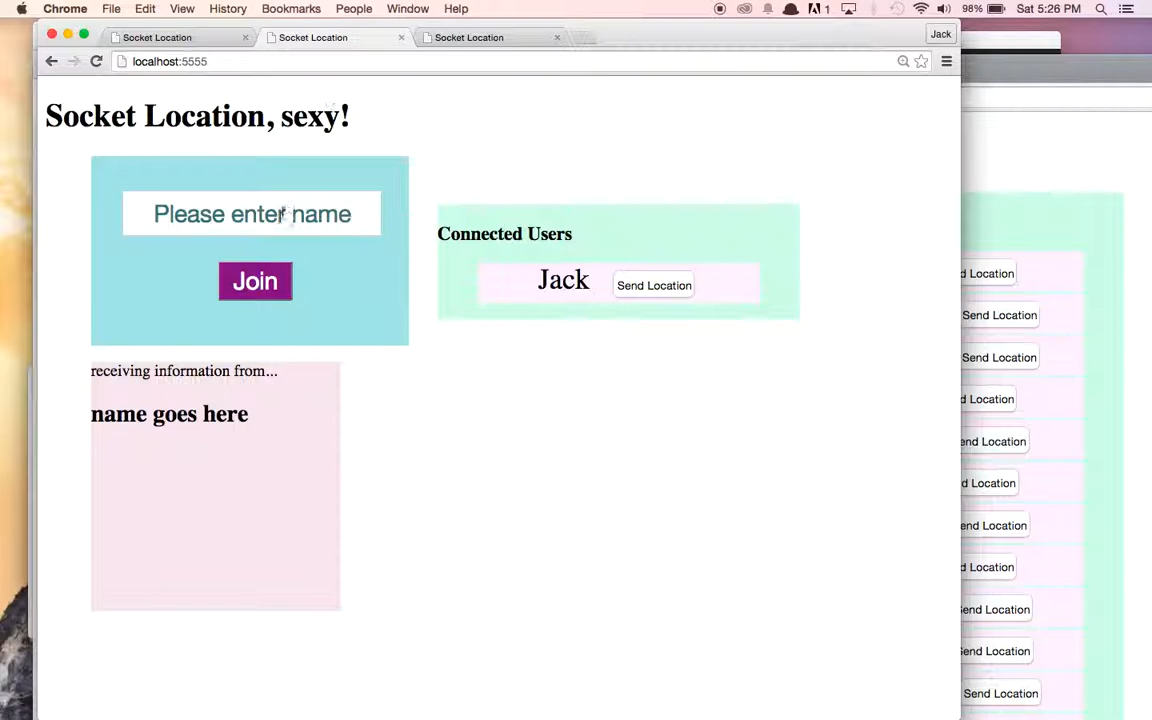 Chrome File Edit View History Bookmarks People Window Help 1 98% Sat 5:26 PM
Socket Location Socket Location Socket Location Jack
localhost:5555
Socket Location, sexy!
Please enter name
Join
Connected Users
Jack Send Location
receiving information from...
name goes here
d Location
Send Location
Send Location
d Location
end Location
d Location
end Location
d Location
Send Location
end Location
Send Location